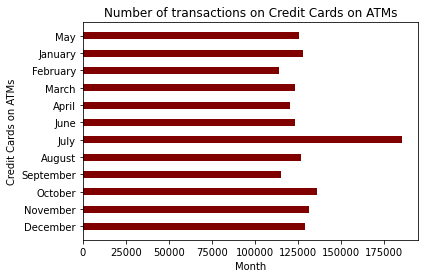 Number of transactions on Credit Cards on ATMs
Credit Cards on ATMs
May
January
February
March
April
June
July
August
September
October
November
December
0 25000 50000 75000 100000 125000 150000 175000
Month